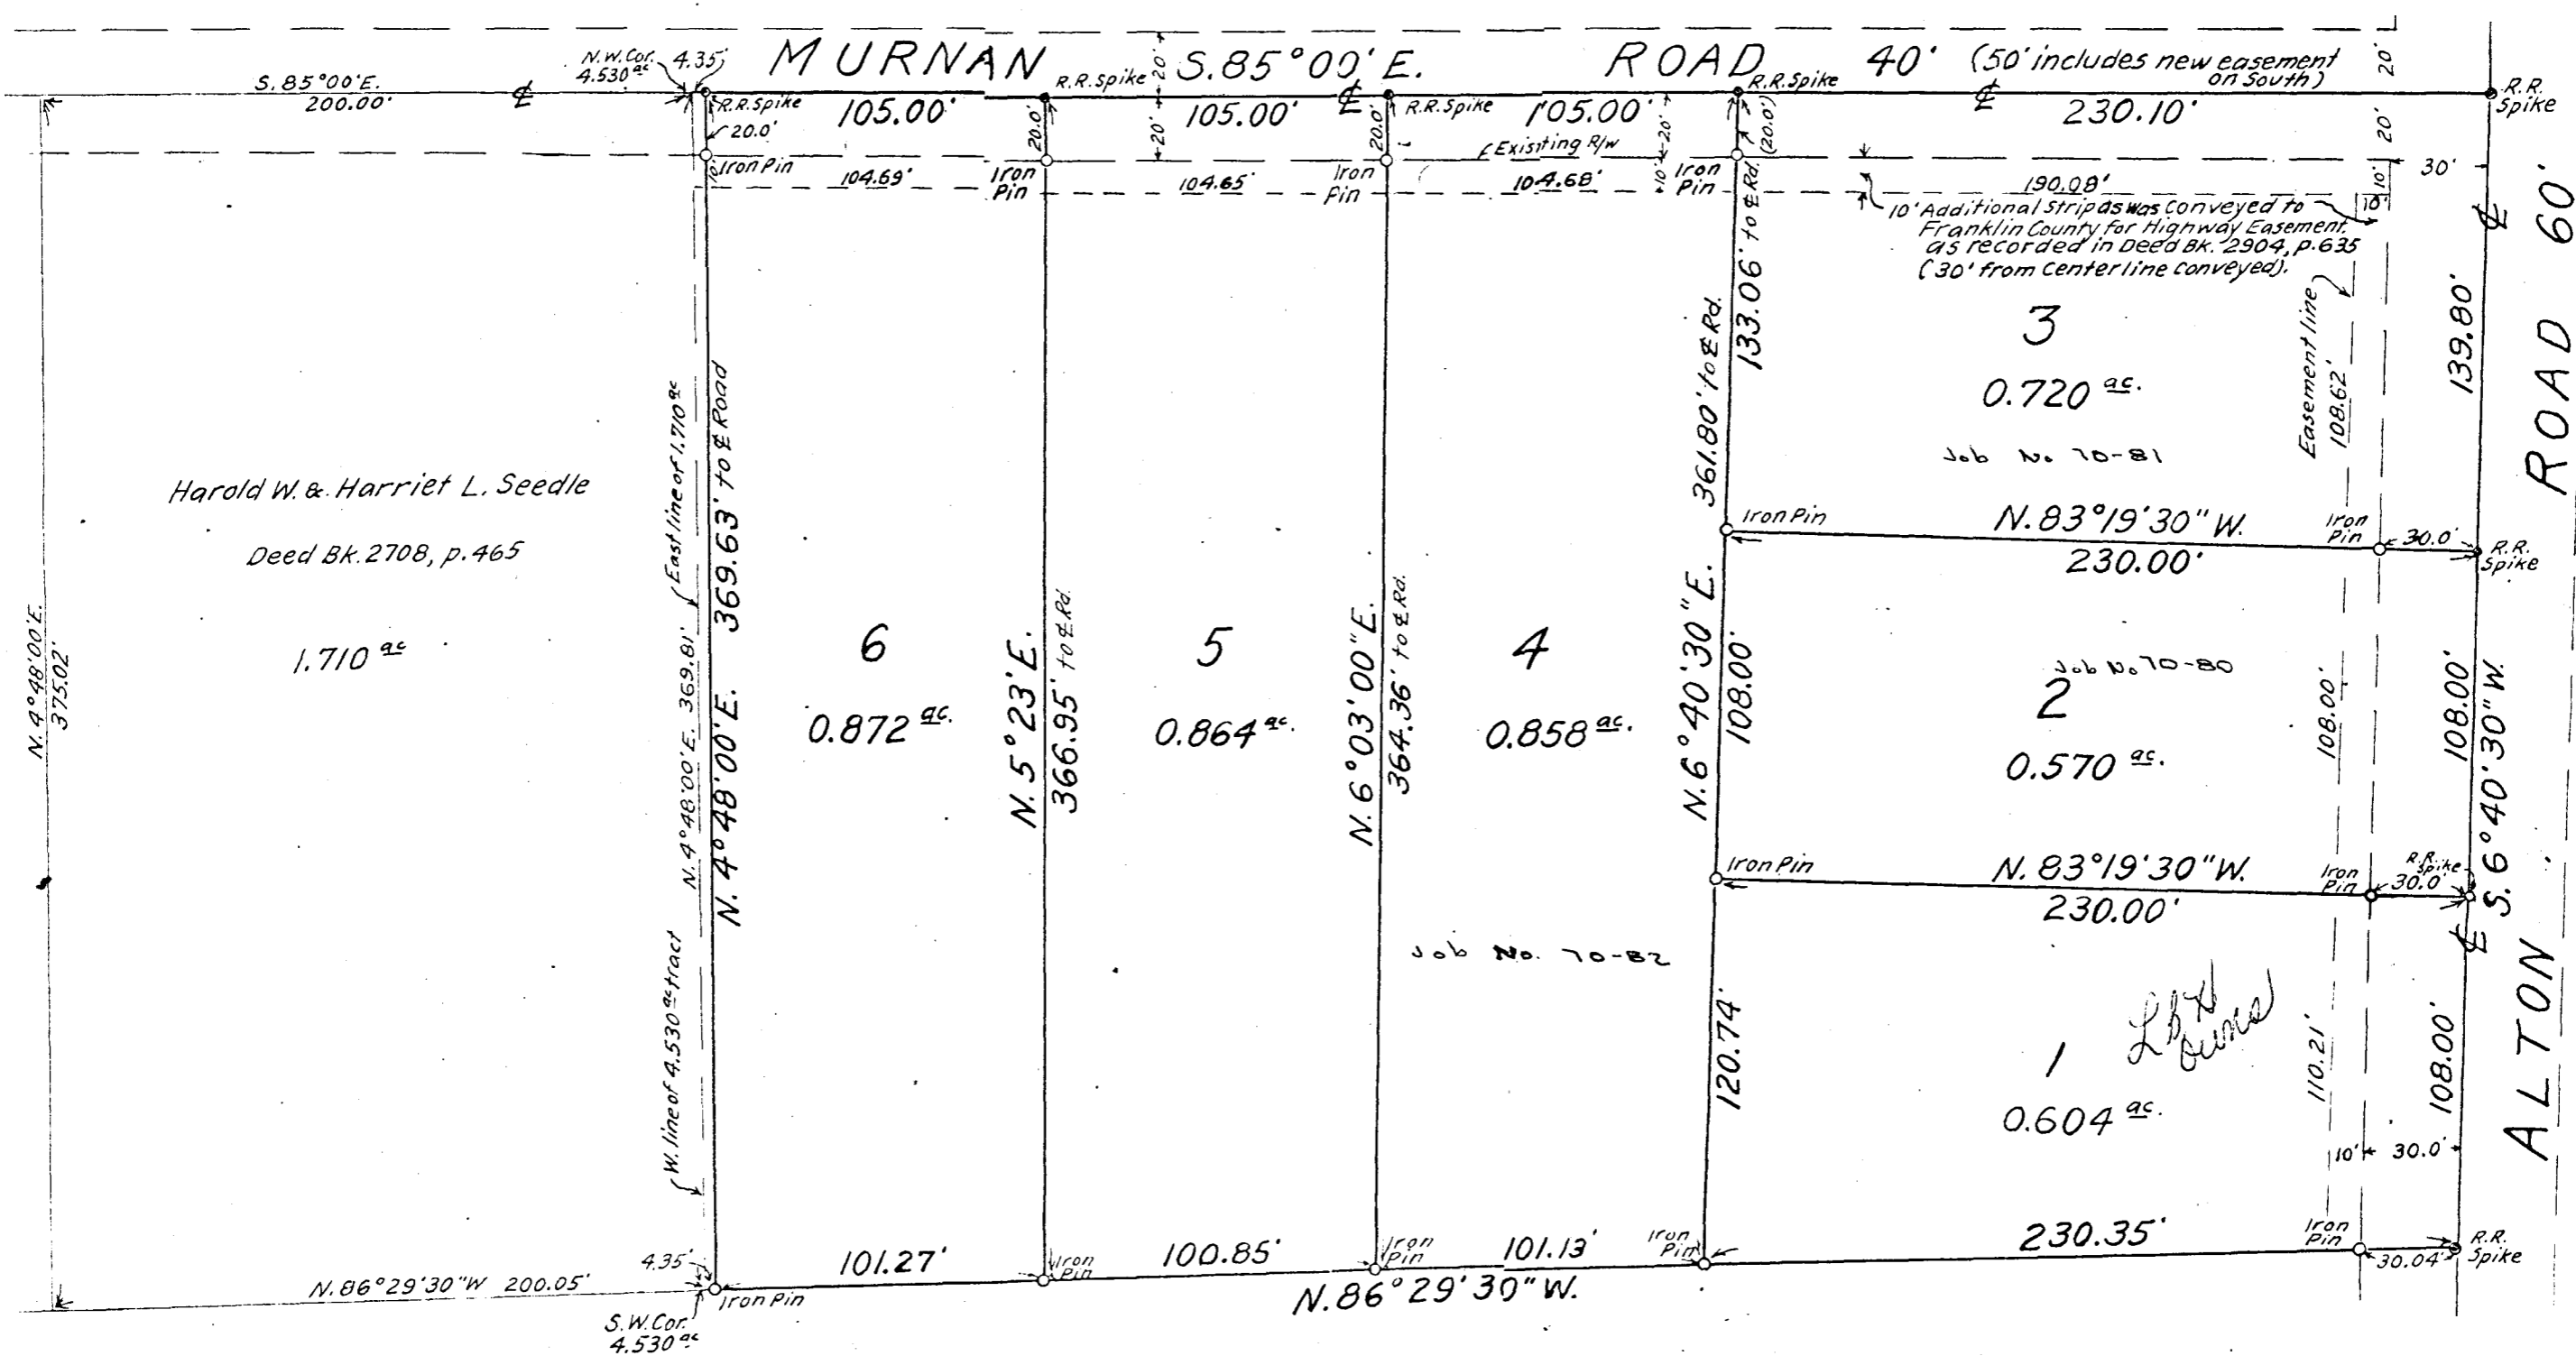 MURNAN S.85°00'E. ROAD 40' (50' includes new easement
on South)
N.W. Cor.
4.530 ac
4.35'
S.85°00'E.
200.00'
℄
R.R. Spike
20.0'
105.00'
R.R. Spike
20'
20'
20.0'
105.00'
℄
R.R. Spike
20.0'
105.00'
R.R. Spike
(20.0')
℄
230.10'
20'
20'
R.R.
Spike
Iron Pin
10'
104.69'
Iron
Pin
104.65'
Iron
Pin
Exisiting R/w
104.68'
20'
10'
Iron
Pin
190.08'
10'
10'
30'
10' Additional Strip as was Conveyed to
Franklin County for Highway Easement,
as recorded in Deed Bk. 2904, p.635
(30' from Centerline conveyed).
℄
ROAD 60'
Harold W. & Harriet L. Seedle
Deed Bk. 2708, p.465
1.710 ac
N.4°48'00"E.
375.02'
East line of 1.710 ac
N.4°48'00"E. 369.81'
W. line of 4.530 ac tract
N.4°48'00"E. 369.63' to ℄ Road
6
0.872 ac.
N.5°23'E.
366.95' to ℄ Rd.
5
0.864 ac.
N.6°03'00"E.
364.36' to ℄ Rd.
4
0.858 ac.
Job No. 70-82
N.6°40'30"E. 361.80' to ℄ Rd.
133.06' to ℄ Rd.
108.00'
120.74'
3
0.720 ac.
Job No 70-81
Easement line
108.62'
139.80'
Iron Pin
N.83°19'30"W.
230.00'
Iron
Pin
30.0'
R.R.
Spike
Job No 70-80
2
0.570 ac.
108.00'
108.00'
S.6°40'30"W.
Iron Pin
N.83°19'30"W.
230.00'
Iron
Pin
R.R.
Spike
30.0'
℄
1
0.604 ac.
110.21'
108.00'
10'
30.0'
ALTON
4.35'
N.86°29'30"W 200.05'
S.W. Cor.
4.530 ac
Iron Pin
101.27'
Iron
Pin
100.85'
Iron
Pin
101.13'
Iron
Pin
N.86°29'30"W.
230.35'
Iron
Pin
30.04'
R.R.
Spike